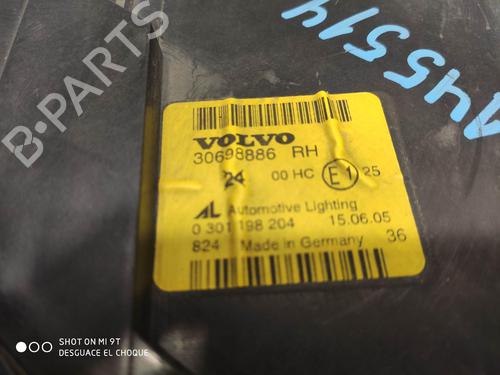 B-PARTS
1455514
VOLVO
30698886 RH
24 00 HC E1 25
AL Automotive Lighting
0 301 198 204 15.06.05
824 Made in Germany 36
SHOT ON MI 9T
DESGUACE EL CHOQUE